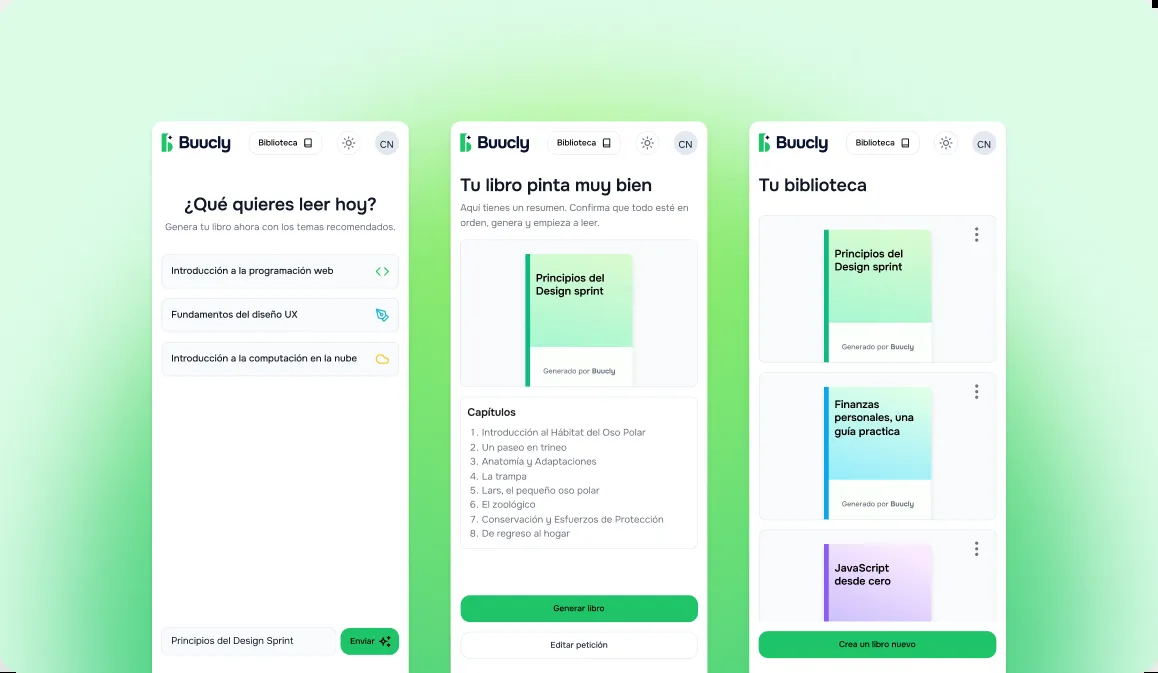 Buucly
Biblioteca
CN
¿Qué quieres leer hoy?
Genera tu libro ahora con los temas recomendados.
Introducción a la programación web
Fundamentos del diseño UX
Introducción a la computación en la nube
Principios del Design Sprint
Enviar
Buucly
Biblioteca
CN
Tu libro pinta muy bien
Aquí tienes un resumen. Confirma que todo esté en
orden, genera y empieza a leer.
Principios del
Design sprint
Generado por Buucly
Capítulos
1. Introducción al Hábitat del Oso Polar
2. Un paseo en trineo
3. Anatomía y Adaptaciones
4. La trampa
5. Lars, el pequeño oso polar
6. El zoológico
7. Conservación y Esfuerzos de Protección
8. De regreso al hogar
Generar libro
Editar petición
Buucly
Biblioteca
CN
Tu biblioteca
Principios del
Design sprint
Generado por Buucly
Finanzas
personales, una
guía practica
Generado por Buucly
JavaScript
desde cero
Crea un libro nuevo